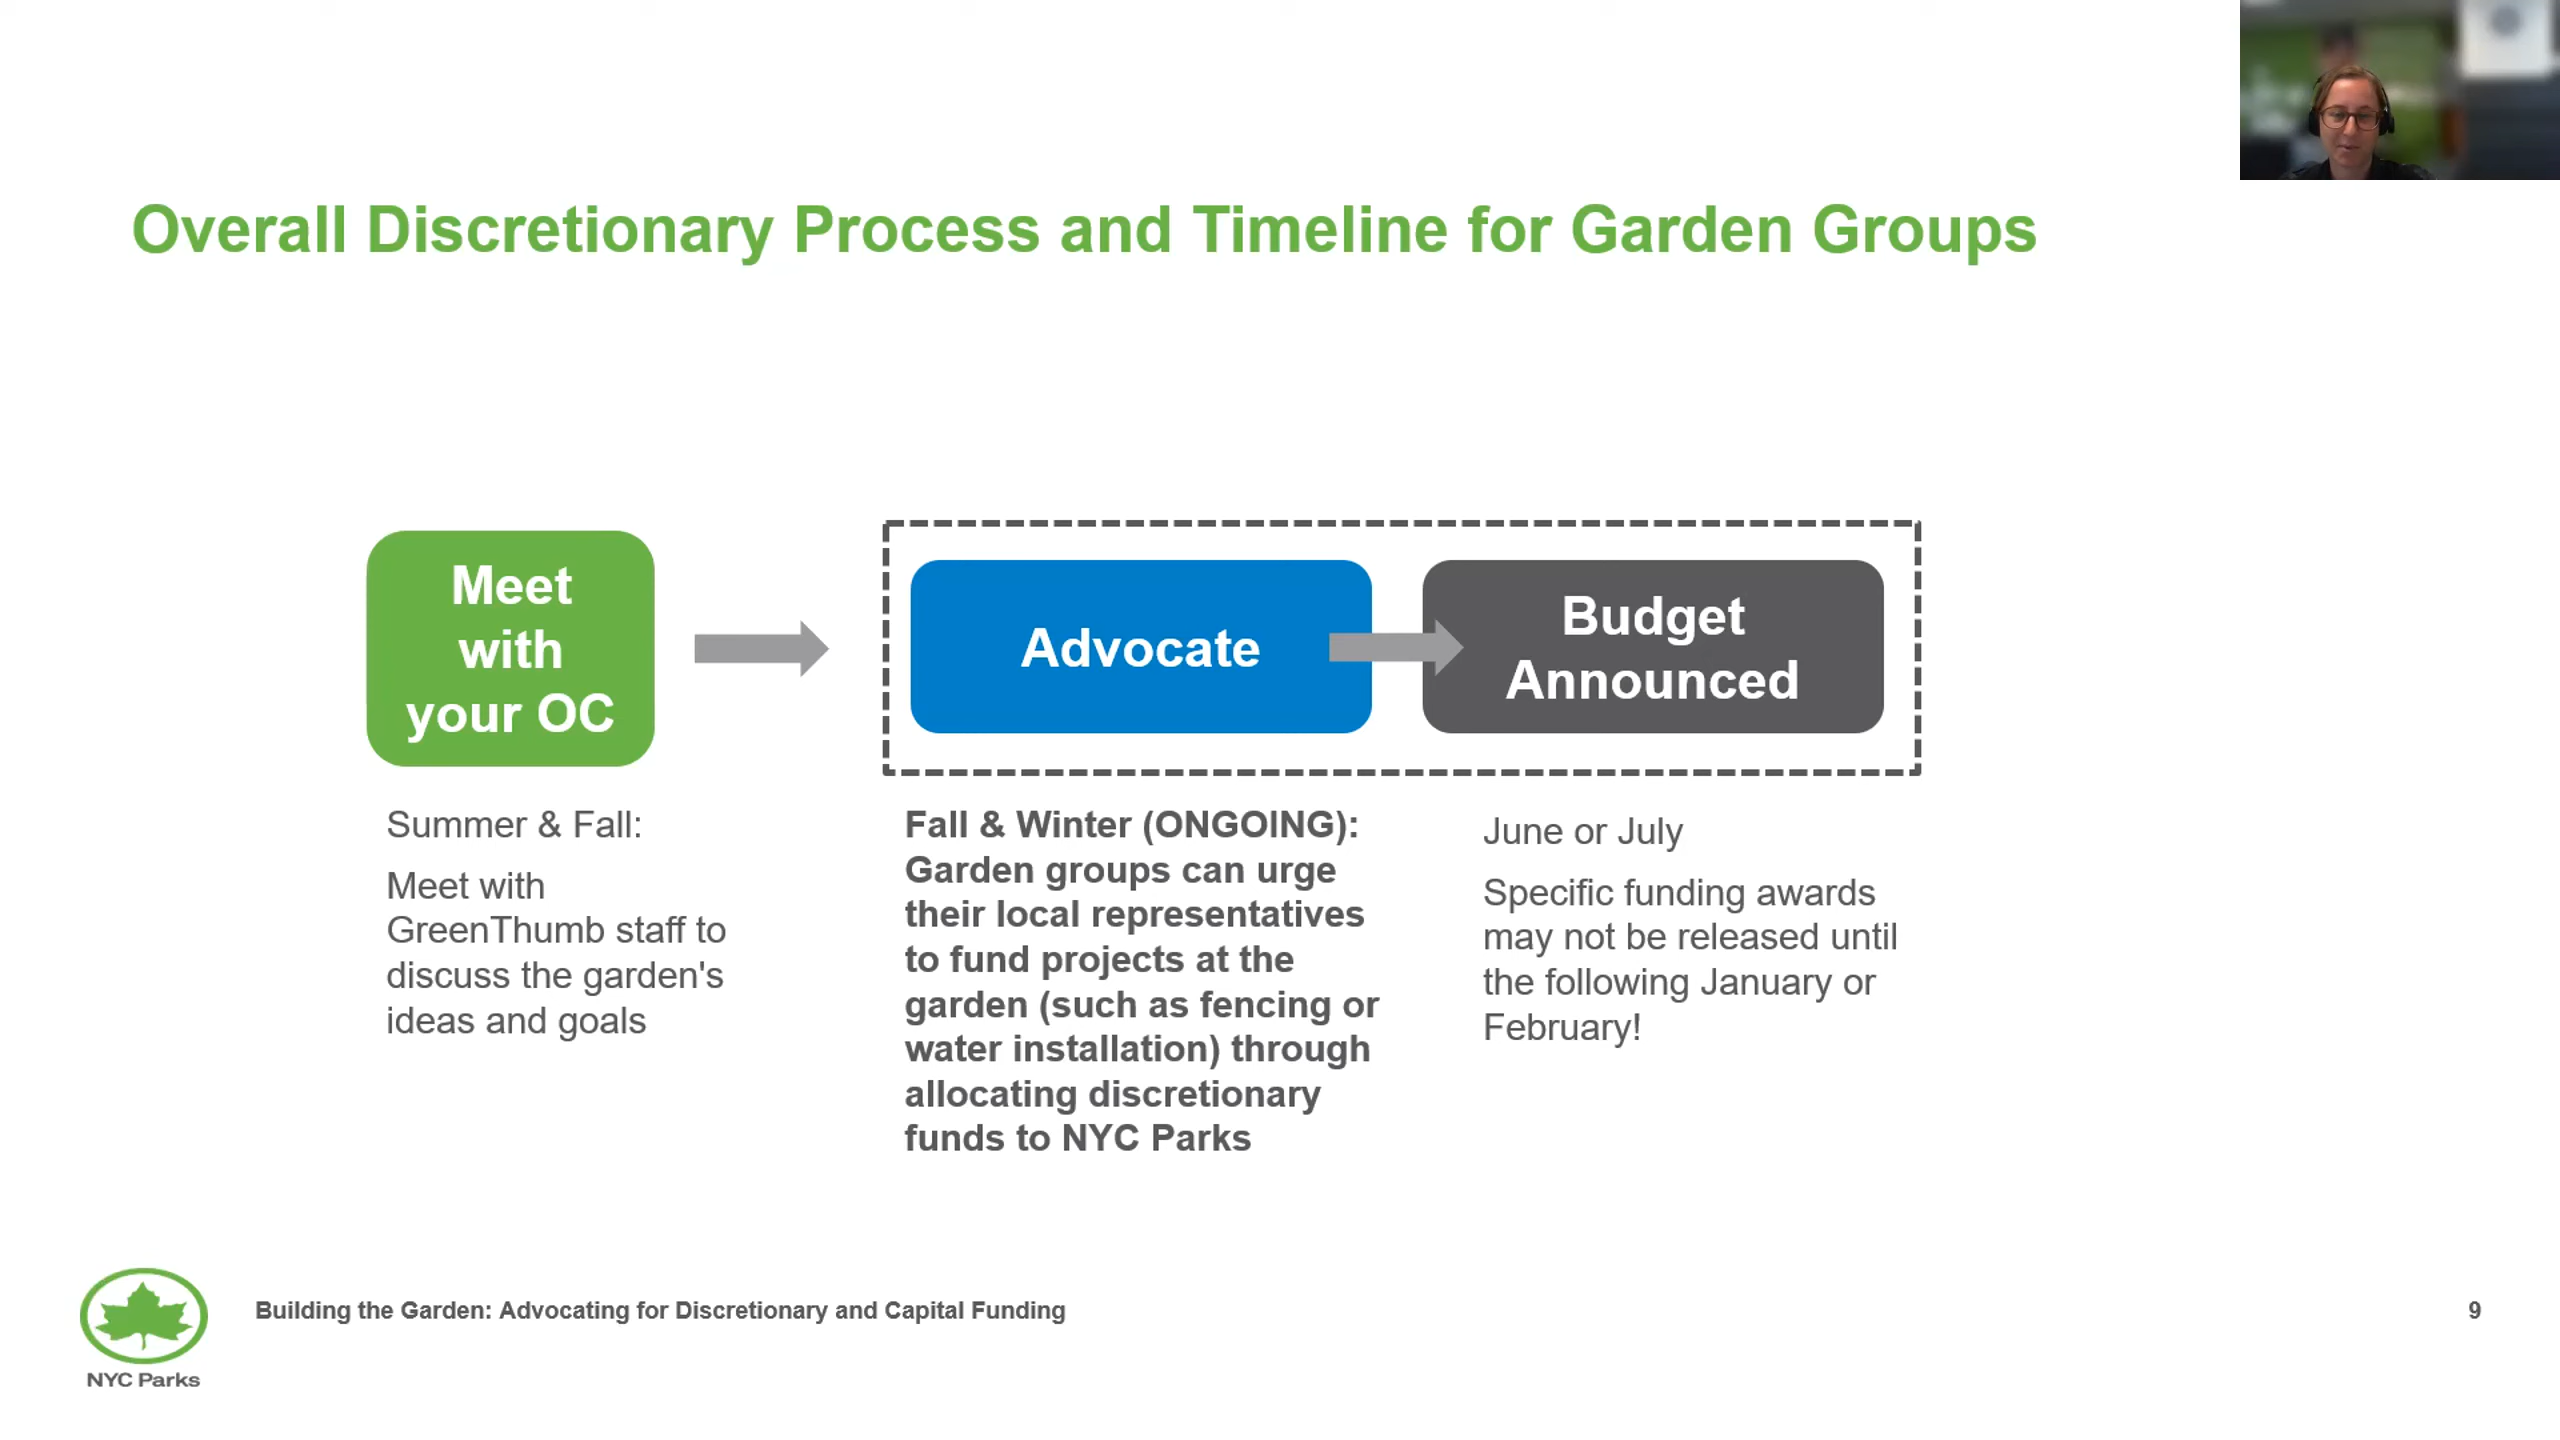 Overall Discretionary Process and Timeline for Garden Groups
Meet
with
your OC
Advocate
Budget
Announced
Summer & Fall:
Meet with
GreenThumb staff to
discuss the garden's
ideas and goals
Fall & Winter (ONGOING):
Garden groups can urge
their local representatives
to fund projects at the
garden (such as fencing or
water installation) through
allocating discretionary
funds to NYC Parks
June or July
Specific funding awards
may not be released until
the following January or
February!
NYC Parks
Building the Garden: Advocating for Discretionary and Capital Funding
9